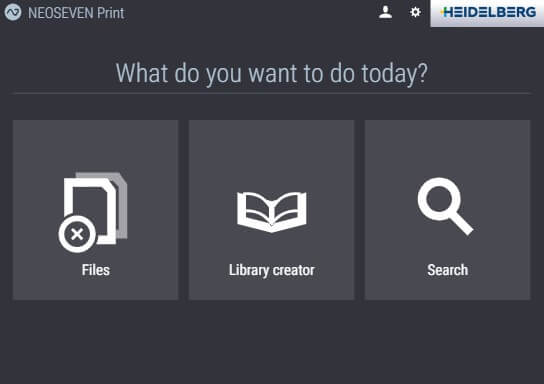 NEOSEVEN Print
HEIDELBERG
What do you want to do today?
Files
Library creator
Search